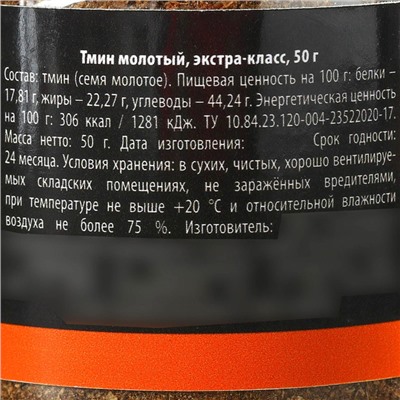 Тмин молотый, экстра-класс, 50 г
Состав: тмин (семя молотое). Пищевая ценность на 100 г: белки –
17,81 г, жиры – 22,27 г, углеводы – 44,24 г. Энергетическая ценность
на 100 г: 306 ккал / 1281 кДж. ТУ 10.84.23.120-004-23522020-17.
Масса нетто: 50 г. Дата изготовления: Срок годности:
24 месяца. Условия хранения: в сухих, чистых, хорошо вентилируе-
мых складских помещениях, не заражённых вредителями,
при температуре не выше +20 °С и относительной влажности
воздуха не более 75 %. Изготовитель: